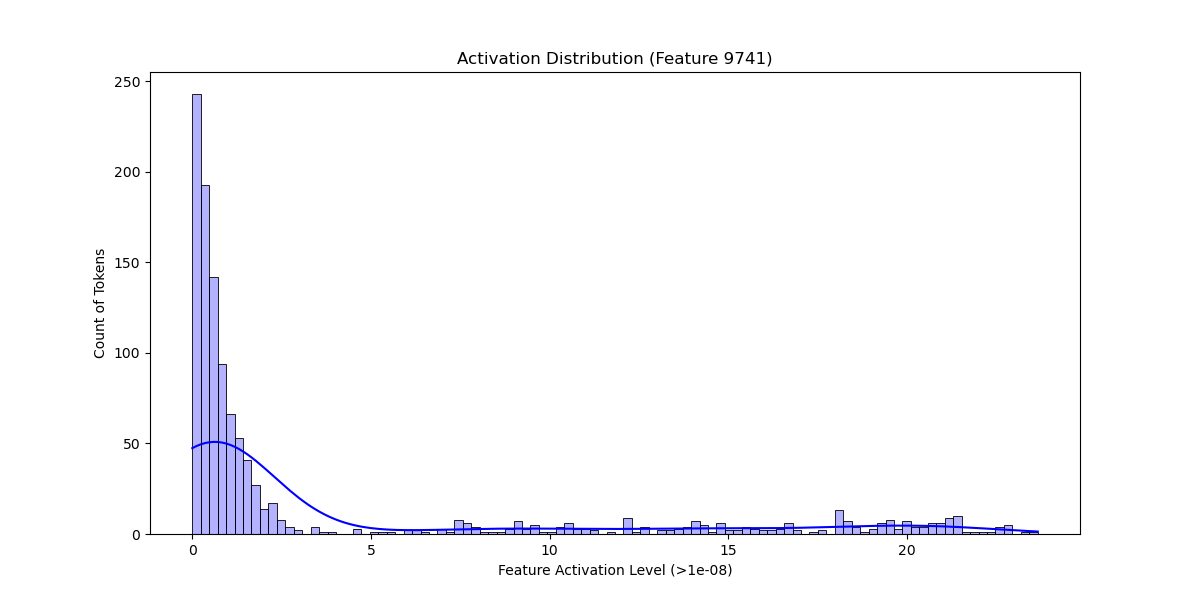 Activation Distribution (Feature 9741)
250
200
150
100
50
0
Count of Tokens
0 5 10 15 20
Feature Activation Level (>1e-08)